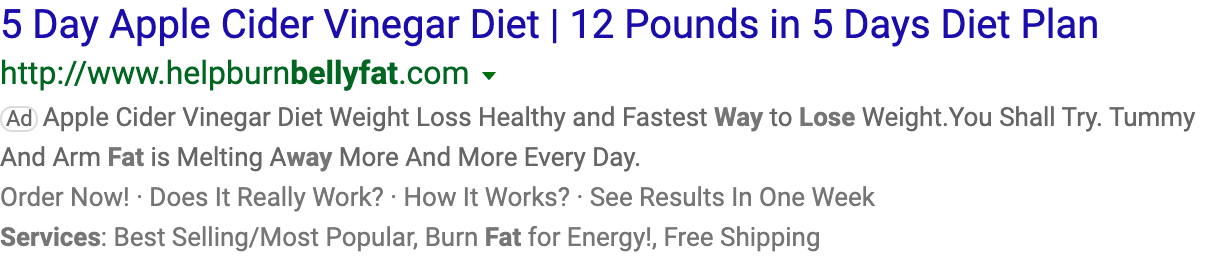 5 Day Apple Cider Vinegar Diet | 12 Pounds in 5 Days Diet Plan
http://www.helpburnbellyfat.com
Ad Apple Cider Vinegar Diet Weight Loss Healthy and Fastest Way to Lose Weight.You Shall Try. Tummy
And Arm Fat is Melting Away More And More Every Day.
Order Now! · Does It Really Work? · How It Works? · See Results In One Week
Services: Best Selling/Most Popular, Burn Fat for Energy!, Free Shipping